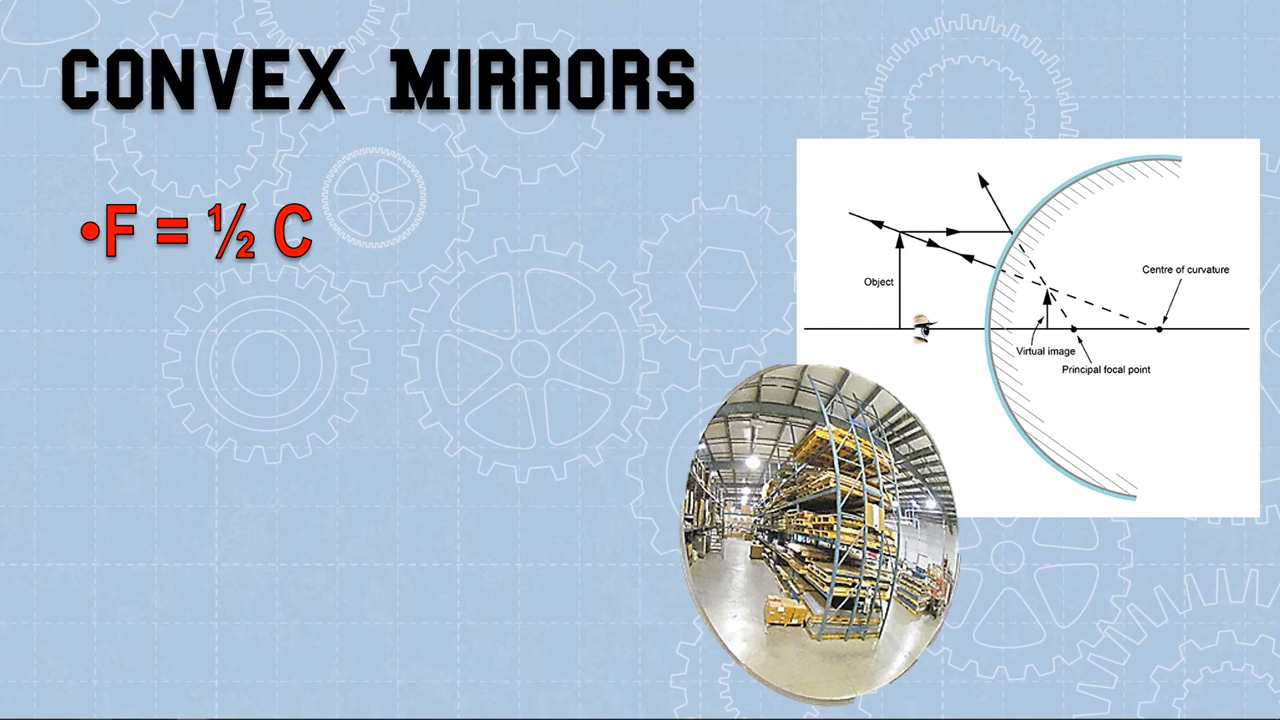 CONVEX MIRRORS
•F = ½ C
Centre of curvature
Object
Virtual image
Principal focal point